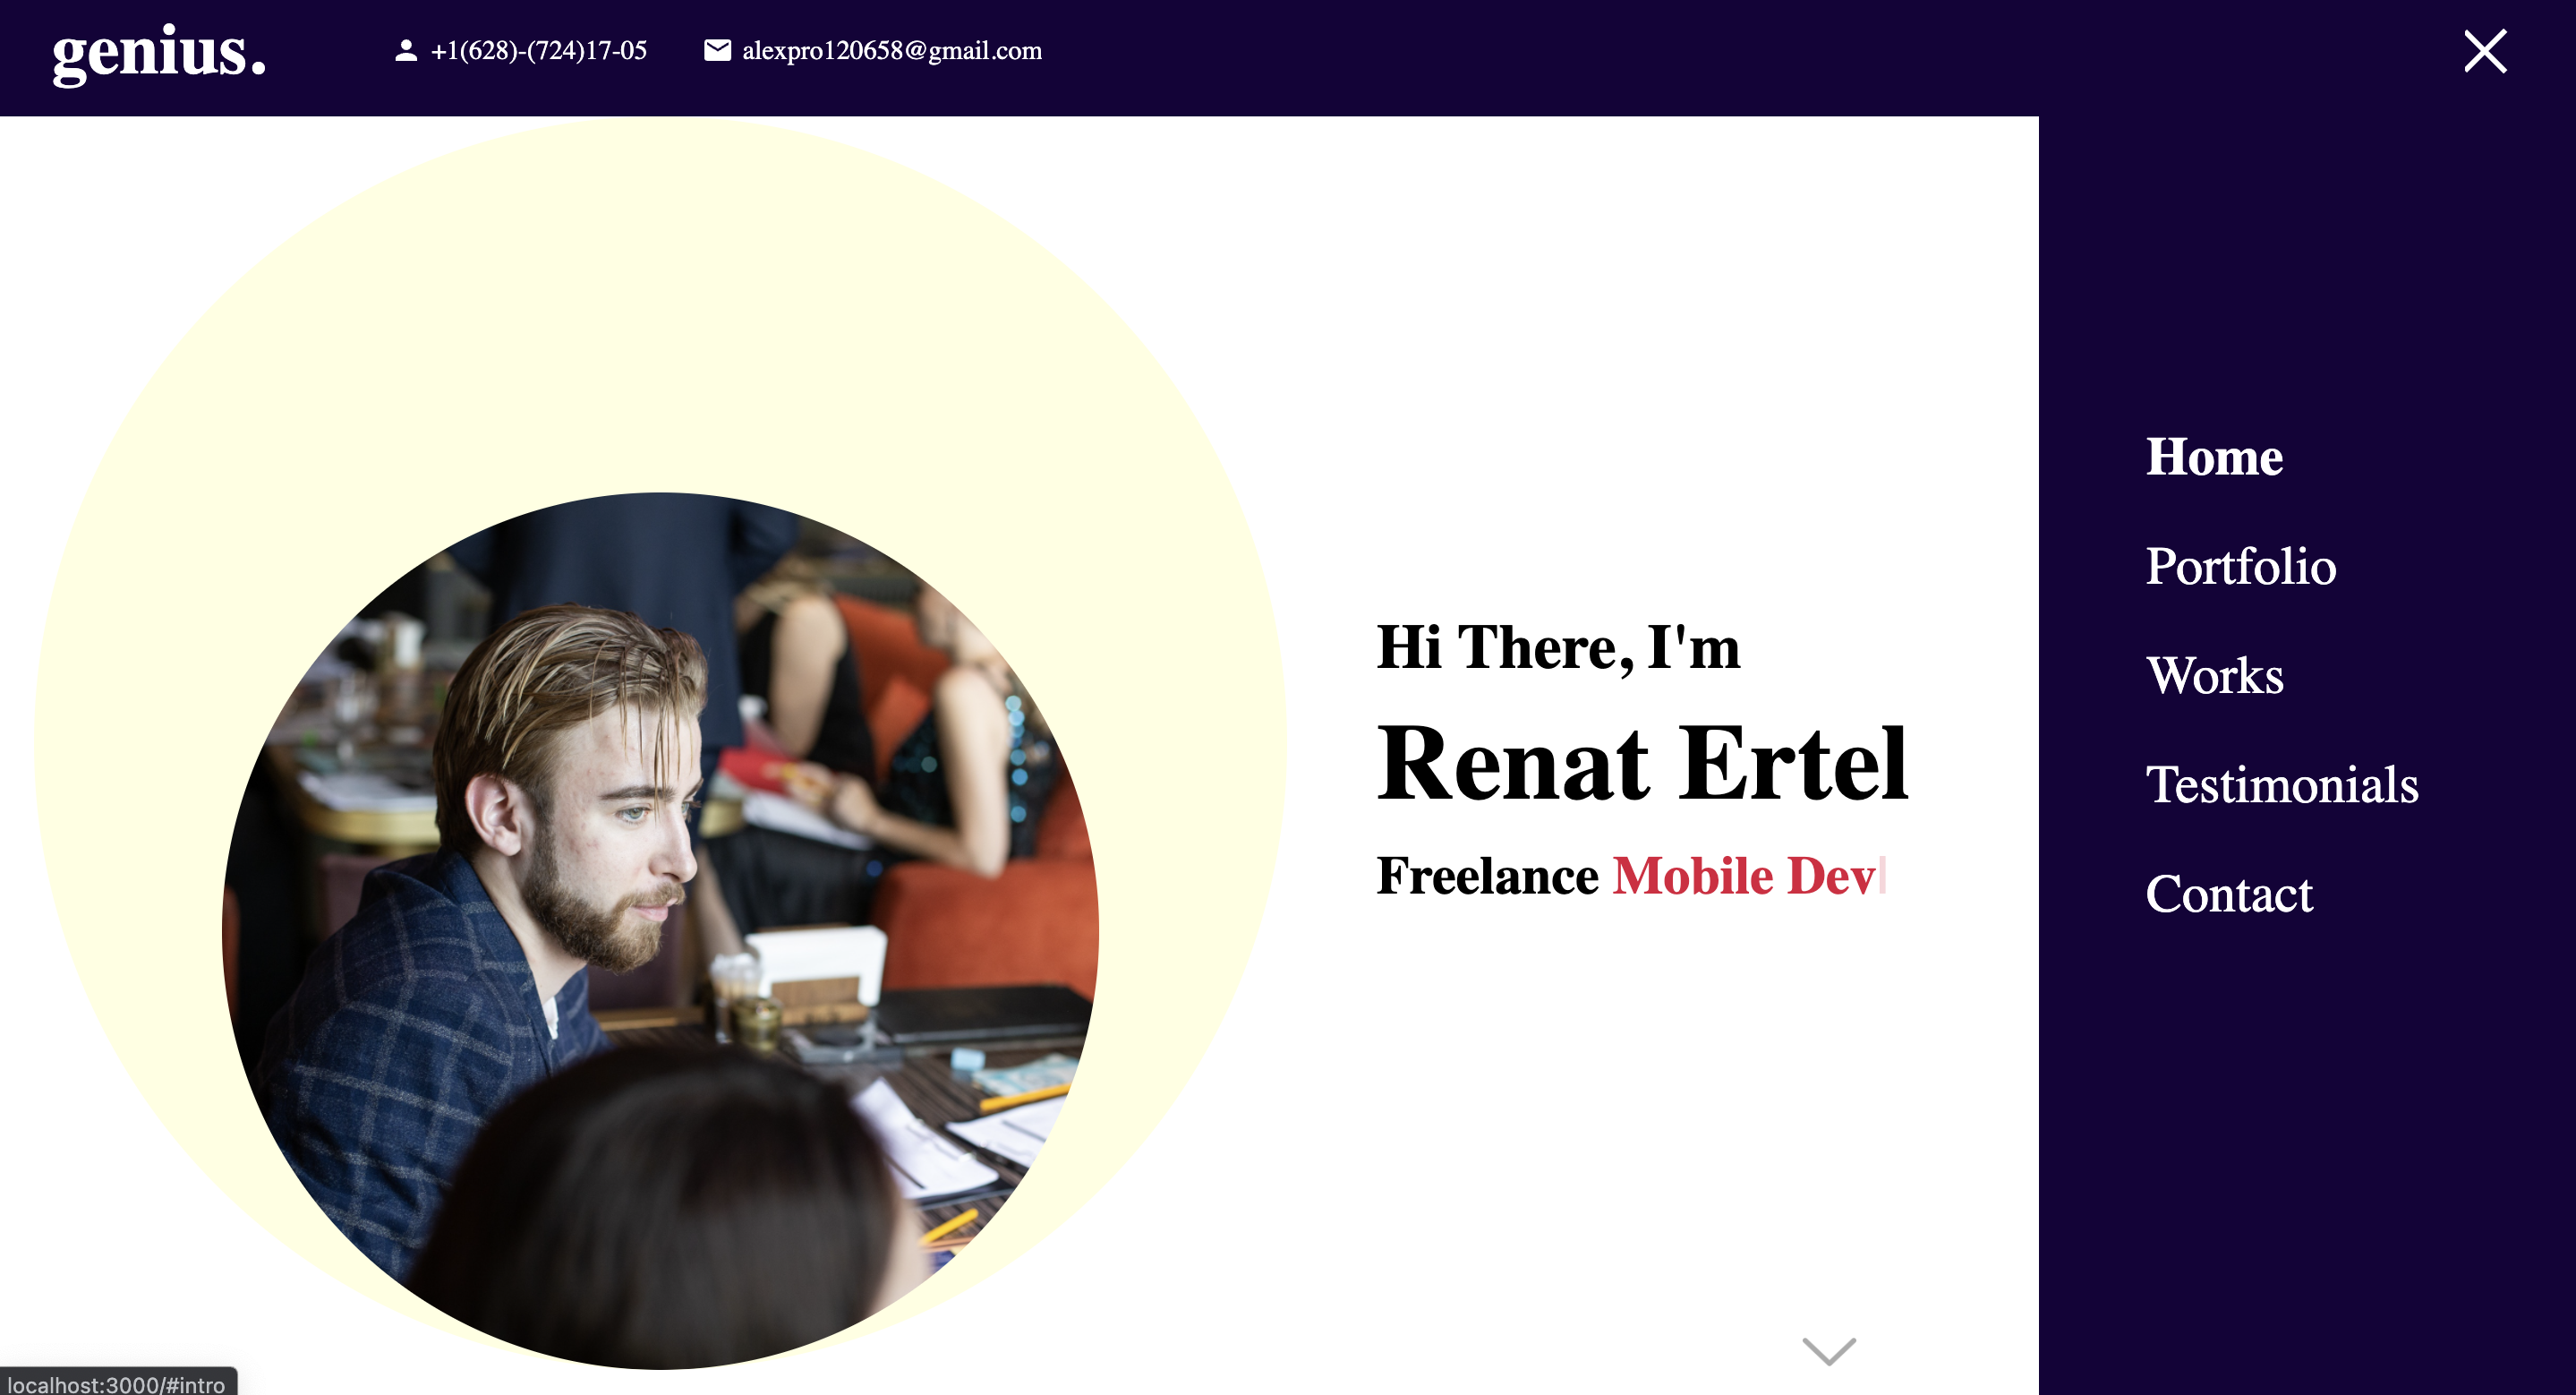 genius.
+1(628)-(724)17-05
alexpro120658@gmail.com
Home
Portfolio
Works
Testimonials
Contact
Hi There, I'm
Renat Ertel
Freelance Mobile Dev
localhost:3000/#intro